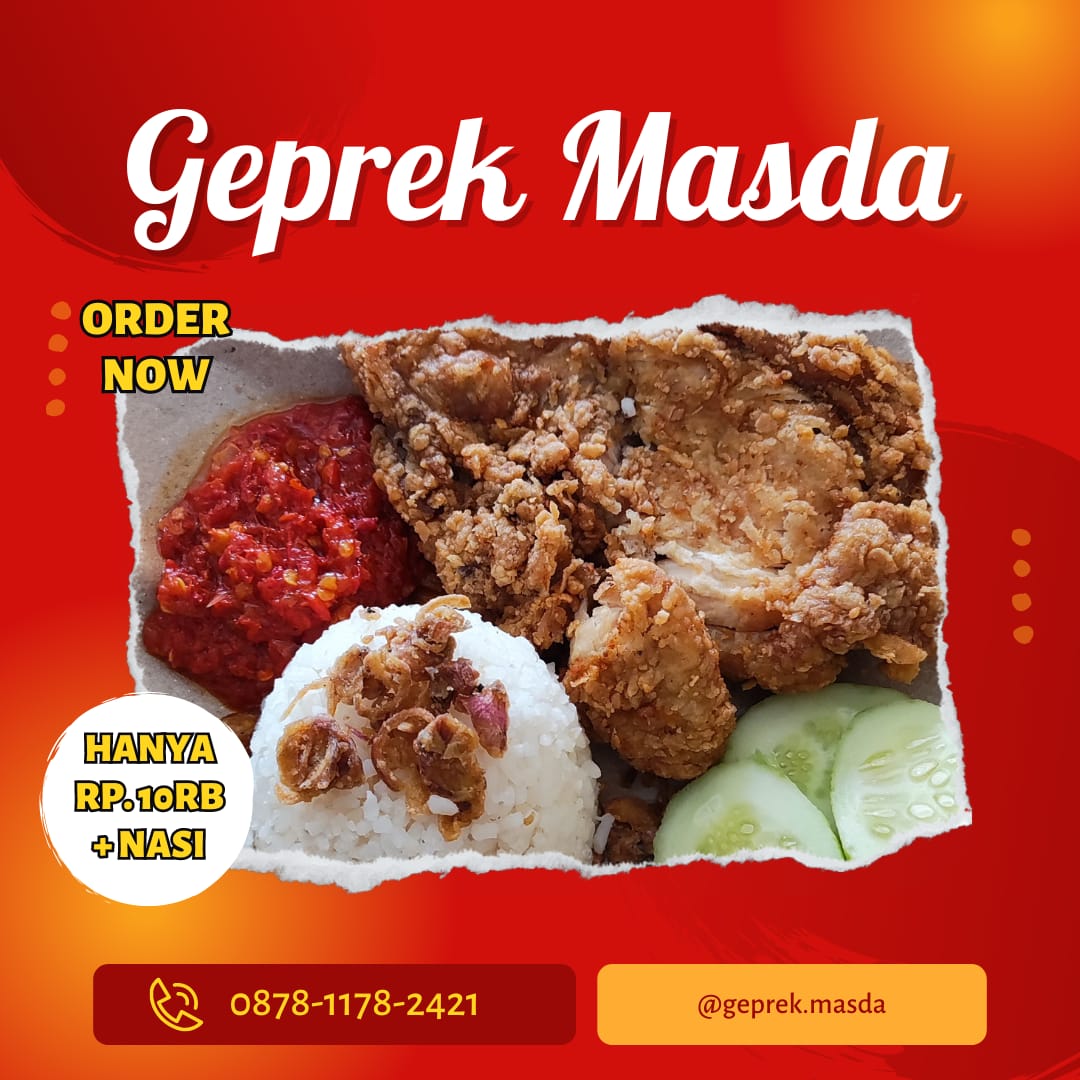 Geprek Masda
ORDER
NOW
HANYA
RP. 10RB
+ NASI
0878-1178-2421
@geprek.masda